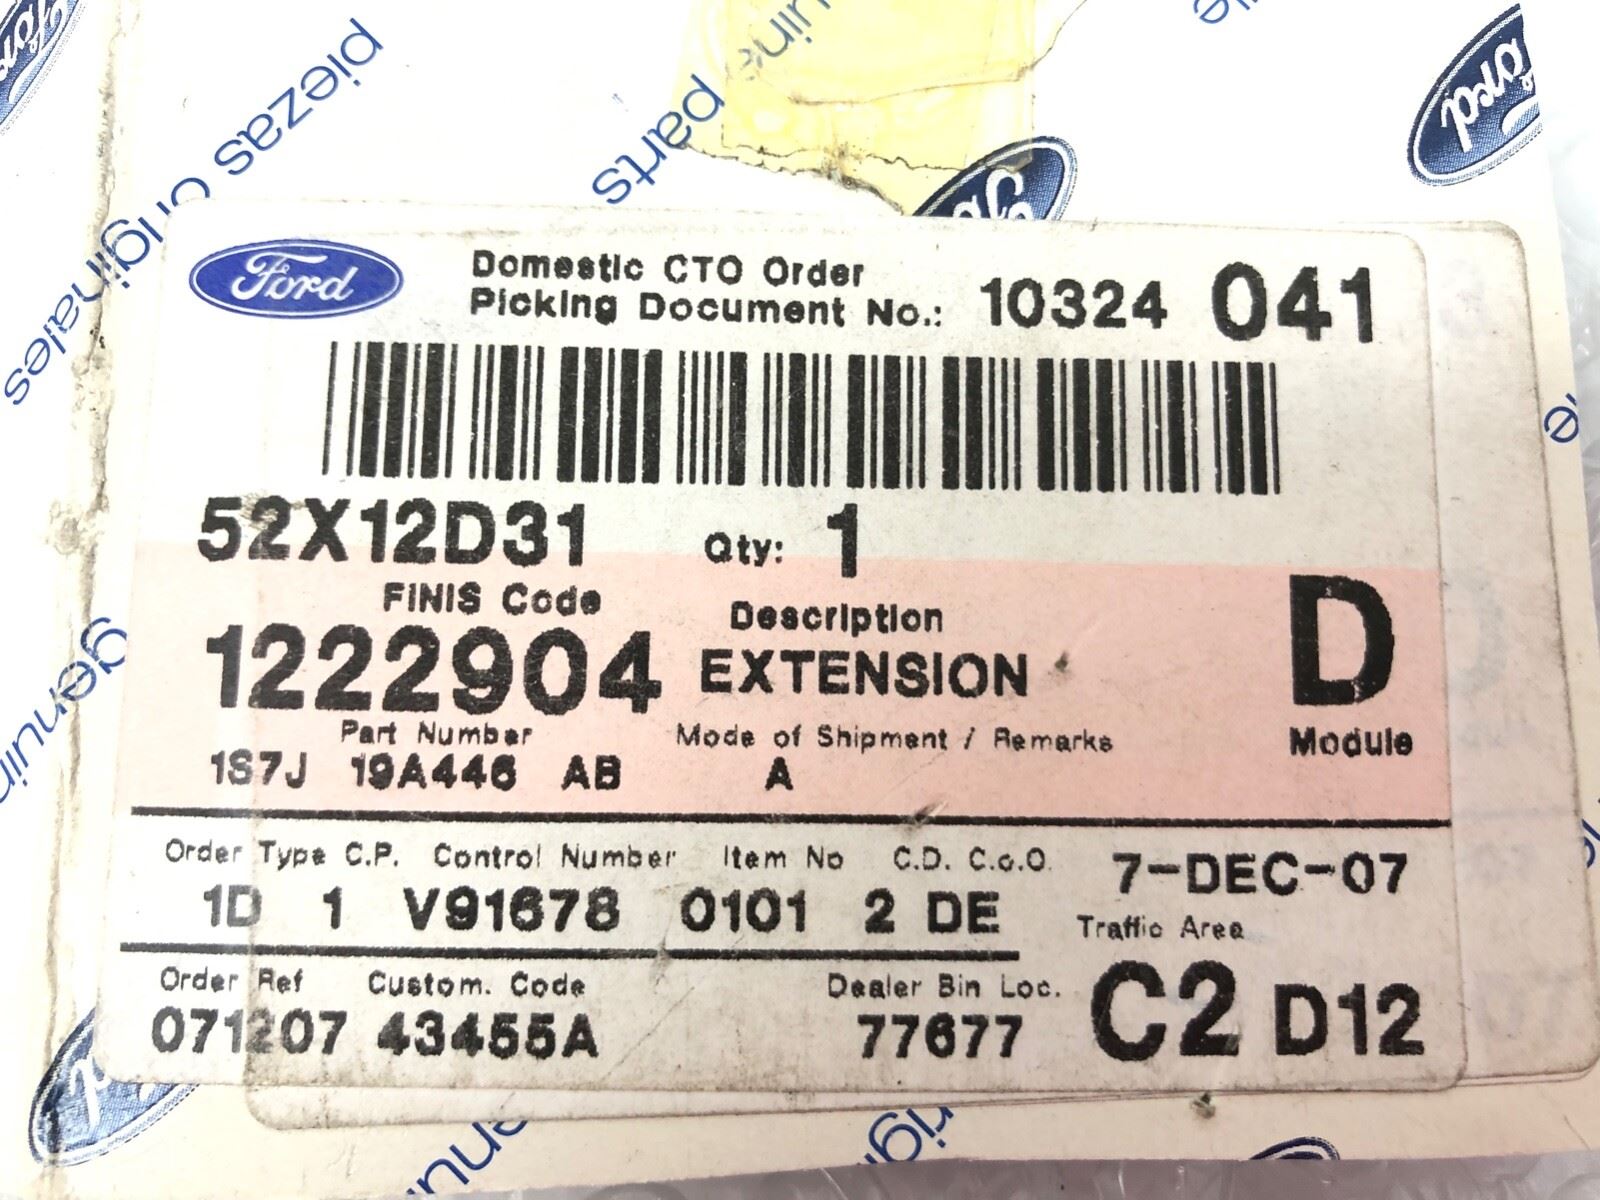 piezas originales
parts
genuine
Ford
Ford
Domestic CTO Order
Picking Document No.: 10324 041
52X12D31 Qty: 1
FINIS Code Description
1222904 EXTENSION D
Part Number Mode of Shipment / Remarks Module
1S7J 19A446 AB A
Order Type C.P. Control Number Item No C.D. C.o.O. 7-DEC-07
1D 1 V91678 0101 2 DE
Traffic Area
Order Ref Custom. Code Dealer Bin Loc.
071207 43455A 77677 C2 D12